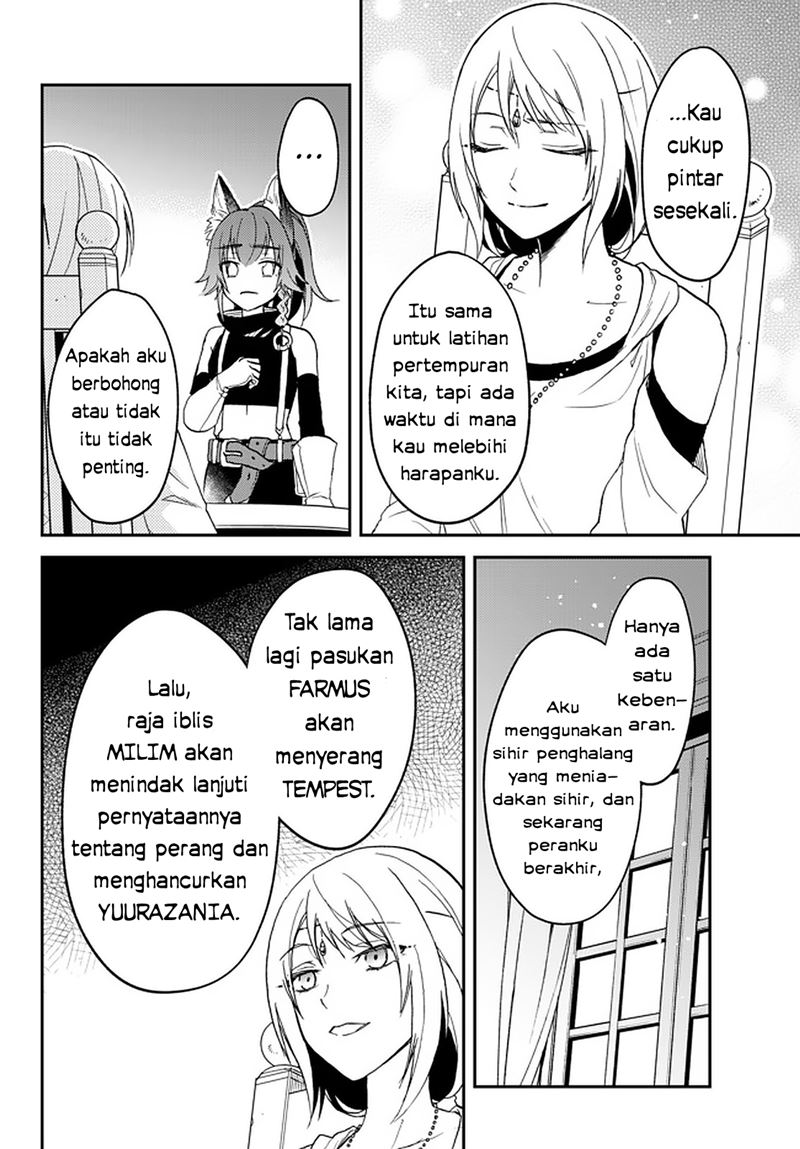 ...Kau
cukup
pintar
sesekali.
Itu sama
untuk latihan
pertempuran
kita, tapi ada
waktu di mana
kau melebihi
harapanku.
...
Apakah aku
berbohong
atau tidak
itu tidak
penting.
Hanya
ada
satu
keben-
aran.
Aku
menggunakan
sihir penghalang
yang menia-
dakan sihir, dan
sekarang
peranku
berakhir,
Tak lama
lagi pasukan
FARMUS
akan
menyerang
TEMPEST.
Lalu,
raja iblis
MILIM akan
menindak lanjuti
pernyataannya
tentang perang dan
menghancurkan
YUURAZANIA.